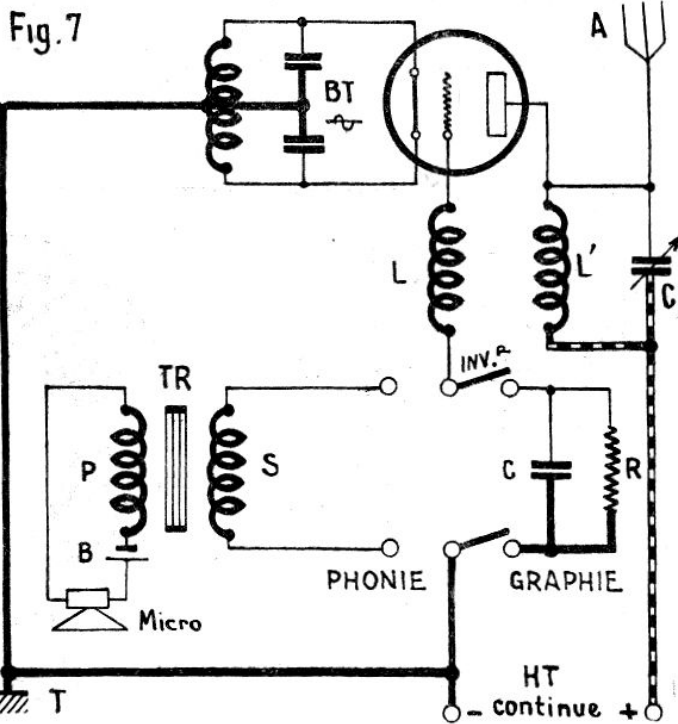 Fig. 7
A
BT
L
L'
C
INV.R
TR
P
S
C
R
B
PHONIE
GRAPHIE
Micro
T
HT
- continue +